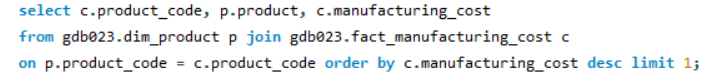 select c.product_code, p.product, c.manufacturing_cost
from gdb023.dim_product p join gdb023.fact_manufacturing_cost c
on p.product_code = c.product_code order by c.manufacturing_cost desc limit 1;